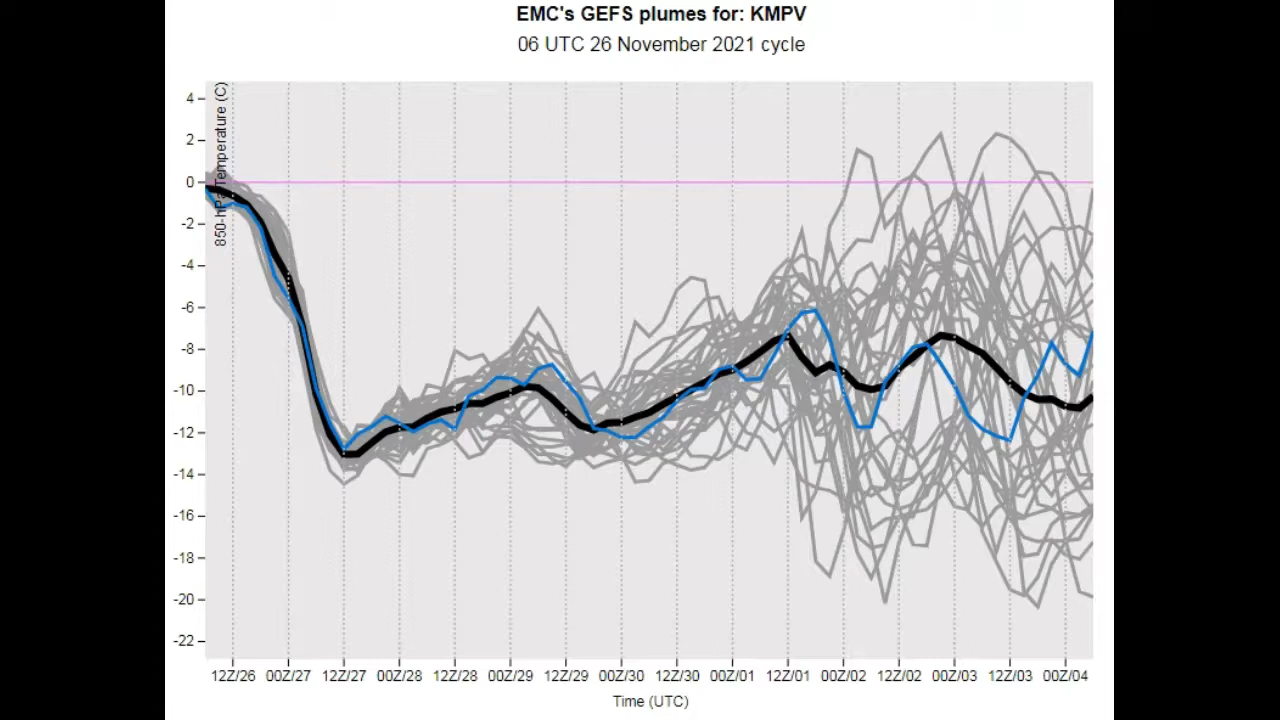 EMC's GEFS plumes for: KMPV
06 UTC 26 November 2021 cycle
850-hPa Temperature (C)
4
2
0
-2
-4
-6
-8
-10
-12
-14
-16
-18
-20
-22
12Z/26 00Z/27 12Z/27 00Z/28 12Z/28 00Z/29 12Z/29 00Z/30 12Z/30 00Z/01 12Z/01 00Z/02 12Z/02 00Z/03 12Z/03 00Z/04
Time (UTC)